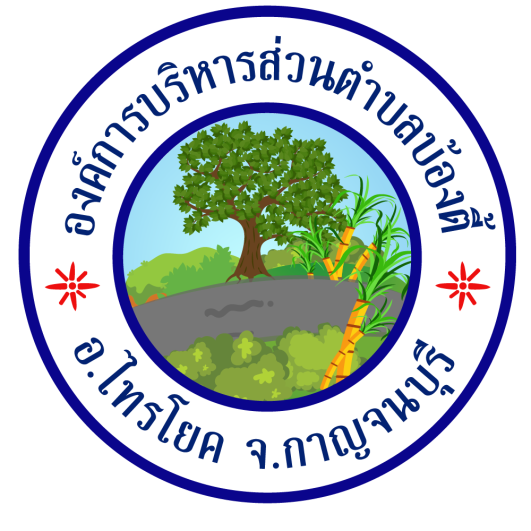 องค์การบริหารส่วนตำบลบ้องตี้
อ.ไทรโยค จ.กาญจนบุรี